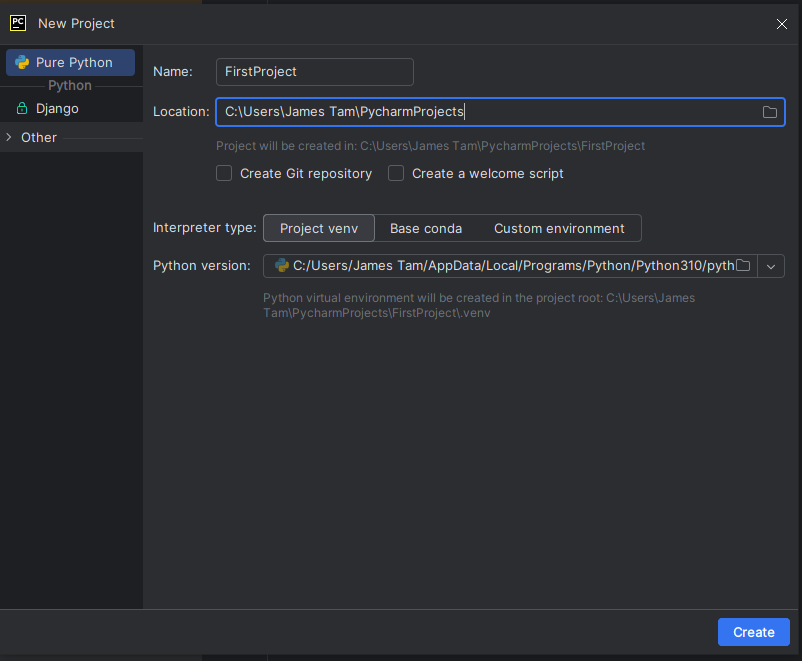 PC New Project
Pure Python
Python
Django
Other
Name: FirstProject
Location: C:\Users\James Tam\PycharmProjects
Project will be created in: C:\Users\James Tam\PycharmProjects\FirstProject
Create Git repository Create a welcome script
Interpreter type: Project venv Base conda Custom environment
Python version: C:/Users/James Tam/AppData/Local/Programs/Python/Python310/pyth
Python virtual environment will be created in the project root: C:\Users\James
Tam\PycharmProjects\FirstProject\.venv
Create